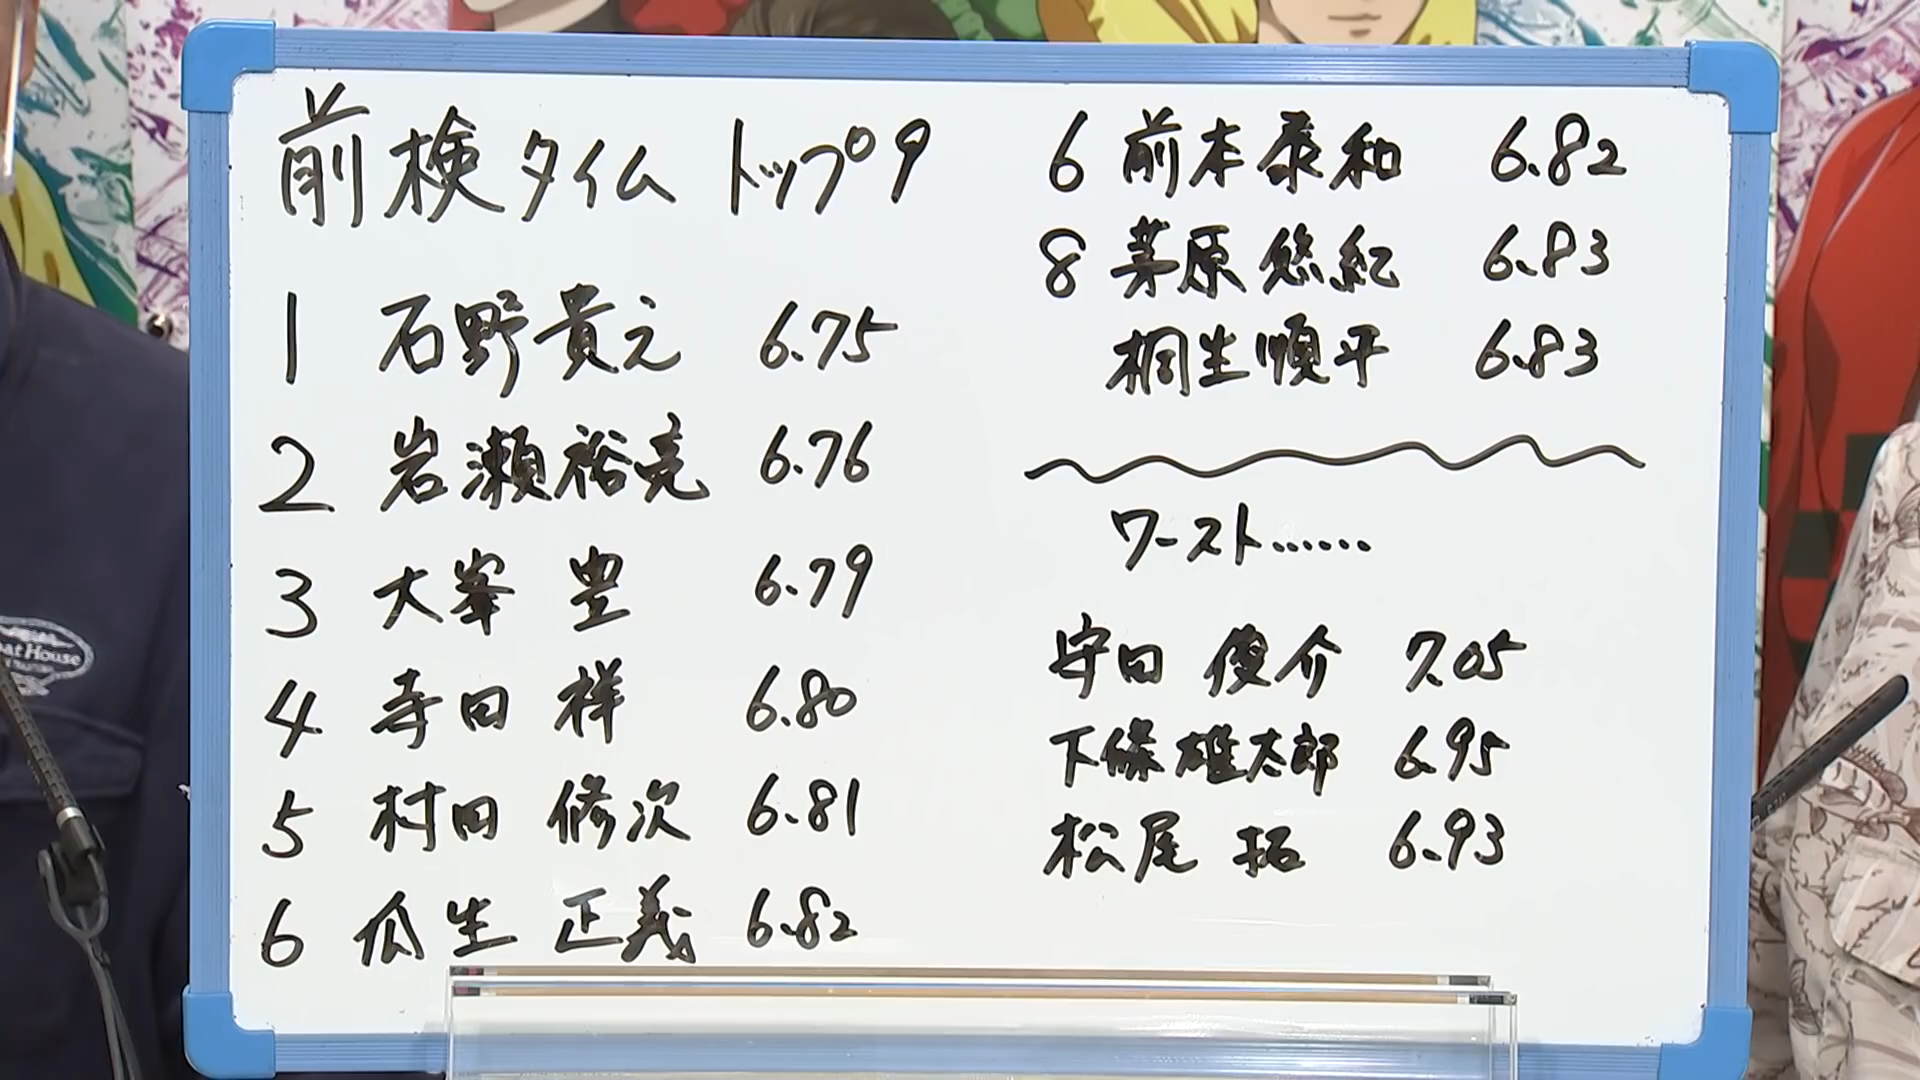 前検タイム トップ9
1 石野貴之 6.75
2 岩瀬裕亮 6.76
3 大峯 豊 6.79
4 寺田 祥 6.80
5 村田 修次 6.81
6 瓜生 正義 6.82
6 前本泰和 6.82
8 茅原悠紀 6.83
桐生順平 6.83
ワースト......
守田 俊介 7.05
下條雄太郎 6.95
松尾 拓 6.93
oat House